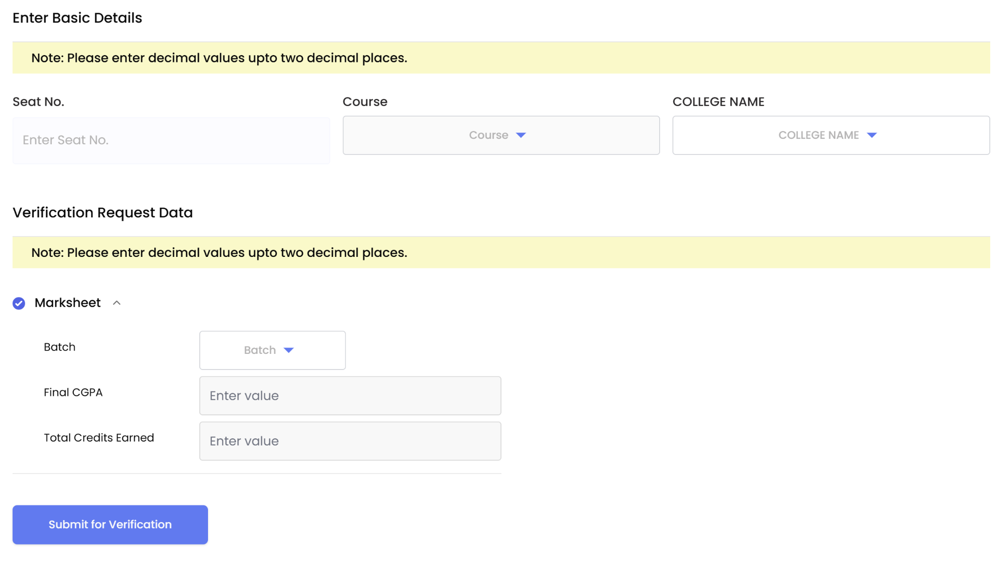 Enter Basic Details
Note: Please enter decimal values upto two decimal places.
Seat No.
Course
COLLEGE NAME
Enter Seat No.
Course
COLLEGE NAME
Verification Request Data
Note: Please enter decimal values upto two decimal places.
Marksheet
Batch
Batch
Final CGPA
Enter value
Total Credits Earned
Enter value
Submit for Verification